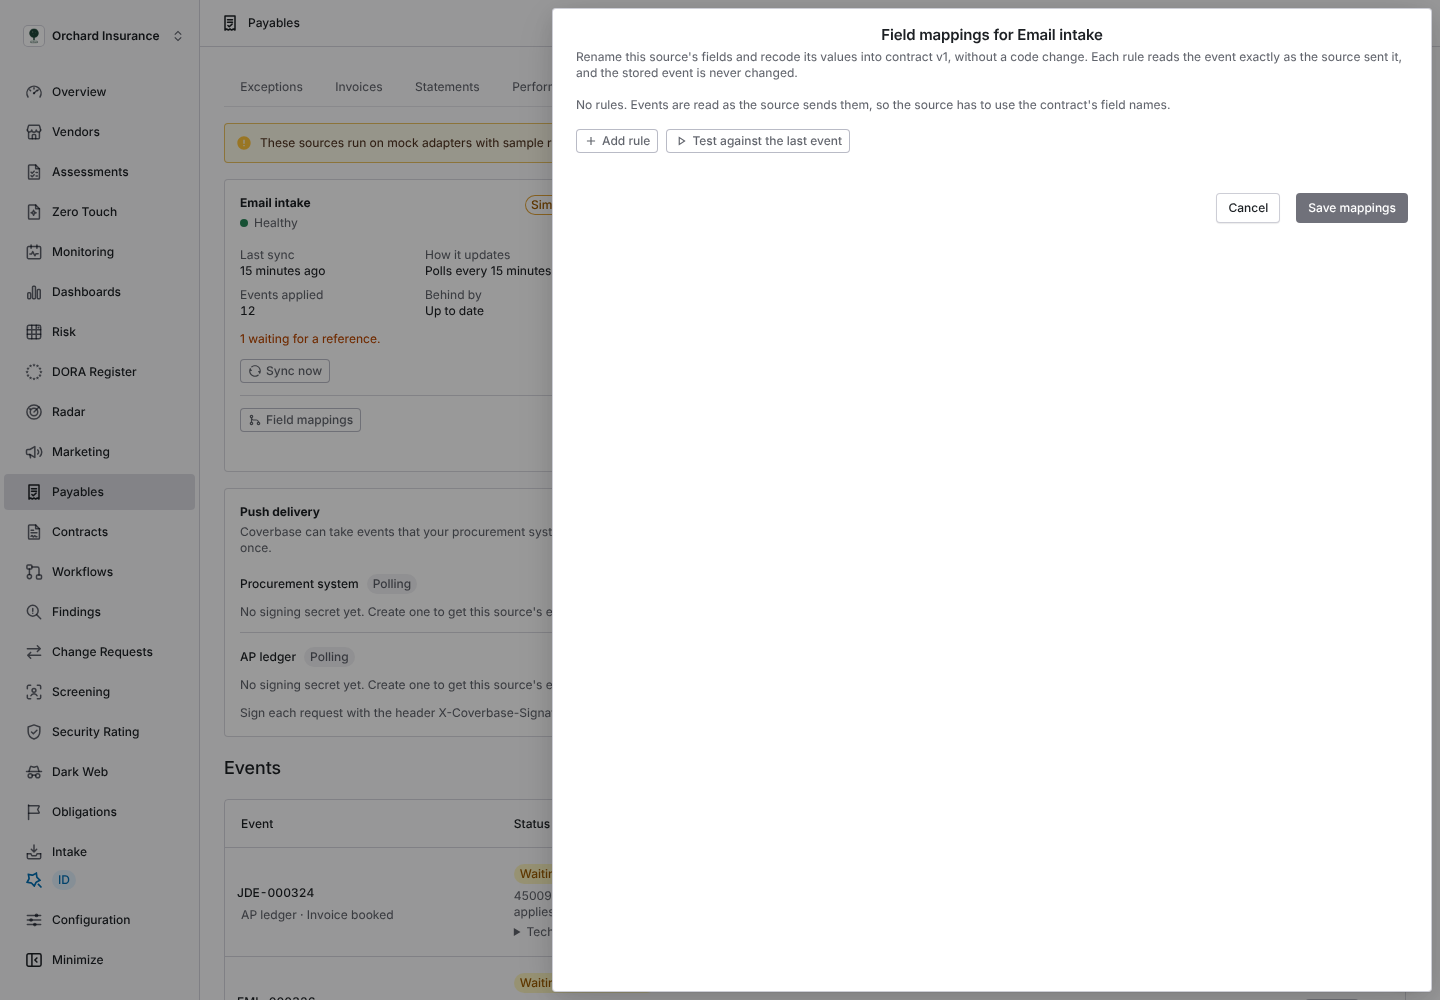 Orchard Insurance
Overview
Vendors
Assessments
Zero Touch
Monitoring
Dashboards
Risk
DORA Register
Radar
Marketing
Payables
Contracts
Workflows
Findings
Change Requests
Screening
Security Rating
Dark Web
Obligations
Intake
ID
Configuration
Minimize
Payables
Exceptions
Invoices
Statements
These sources run on mock adapters with sample
Email intake
Healthy
Last sync
15 minutes ago
How it updates
Polls every 15 minutes
Events applied
12
Behind by
Up to date
1 waiting for a reference.
Sync now
Field mappings
Push delivery
Coverbase can take events that your procurement
once.
Procurement system
Polling
No signing secret yet. Create one to get this source's
AP ledger
Polling
No signing secret yet. Create one to get this source's
Sign each request with the header
Events
Event
Status
JDE-000324
AP ledger · Invoice booked
45009
applies
Field mappings for Email intake
Rename this source's fields and recode its values into contract v1, without a code change. Each rule reads the event exactly as the source sent it,
and the stored event is never changed.
No rules. Events are read as the source sends them, so the source has to use the contract's field names.
Add rule
Test against the last event
Cancel
Save mappings